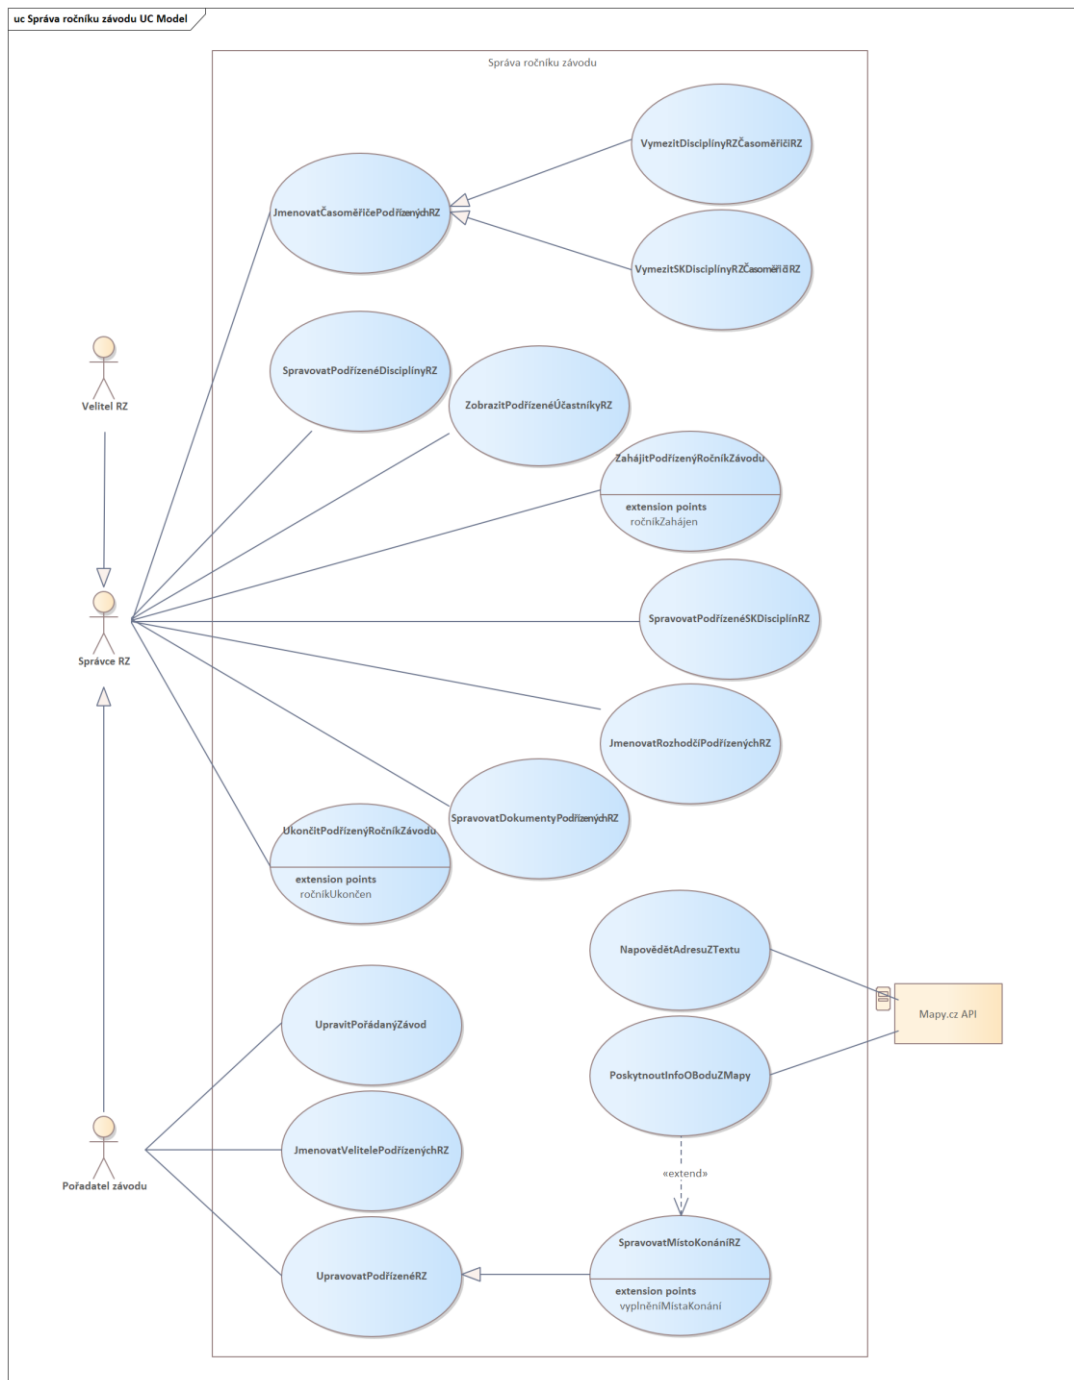 uc Správa ročníku závodu UC Model
Správa ročníku závodu
VymezitDisciplínyRZČasoměřičiRZ
JmenovatČasoměřičePodřízenýchRZ
VymezitSKDisciplínyRZČasoměřičiRZ
SpravovatPodřízenéDisciplínyRZ
ZobrazitPodřízenéÚčastníkyRZ
Velitel RZ
ZahájitPodřízenýRočníkZávodu
extension points
ročníkZahájen
SpravovatPodřízenéSKDisciplínRZ
Správce RZ
JmenovatRozhodčíPodřízenýchRZ
SpravovatDokumentyPodřízenýchRZ
UkončitPodřízenýRočníkZávodu
extension points
ročníkUkončen
NapovědětAdresuZTextu
Mapy.cz API
UpravitPořádanýZávod
PoskytnoutInfoOBoduZMapy
JmenovatVelitelePodřízenýchRZ
«extend»
Pořadatel závodu
SpravovatMístoKonáníRZ
UpravovatPodřízenéRZ
extension points
vyplněníMístaKonání